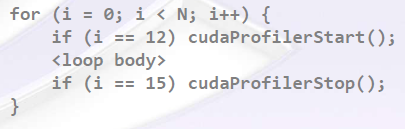 for (i = 0; i < N; i++) {
    if (i == 12) cudaProfilerStart();
    <loop body>
    if (i == 15) cudaProfilerStop();
}